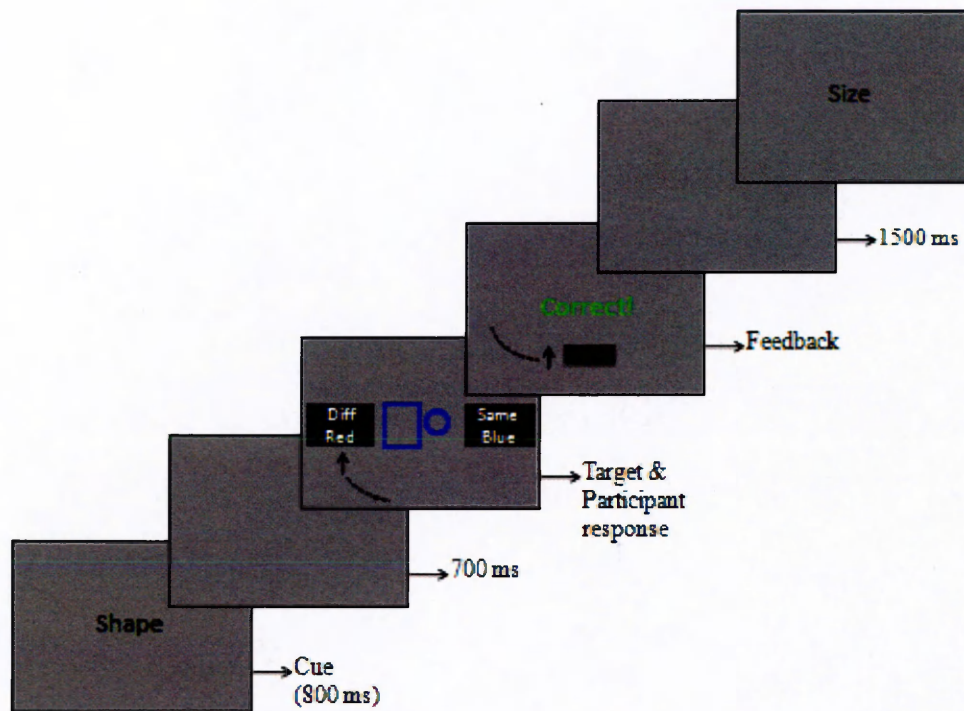 Size
1500 ms
Correct!
Feedback
Diff
Red
Same
Blue
Target &
Participant
response
700 ms
Shape
Cue
(800 ms)